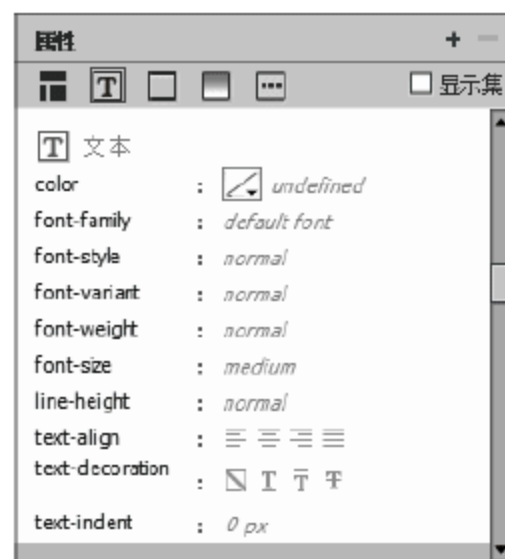 属性
显示集
T 文本
color : undefined
font-family : default font
font-style : normal
font-variant : normal
font-weight : normal
font-size : medium
line-height : normal
text-align :
text-decoration : T T T
text-indent : 0 px